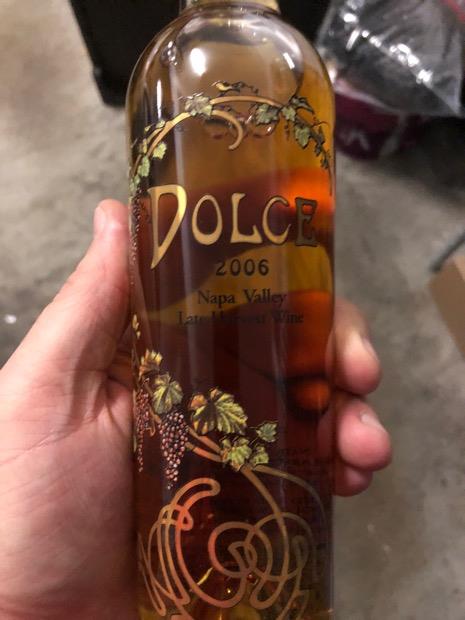 DOLCE
2006
Napa Valley
Late Harvest Wine